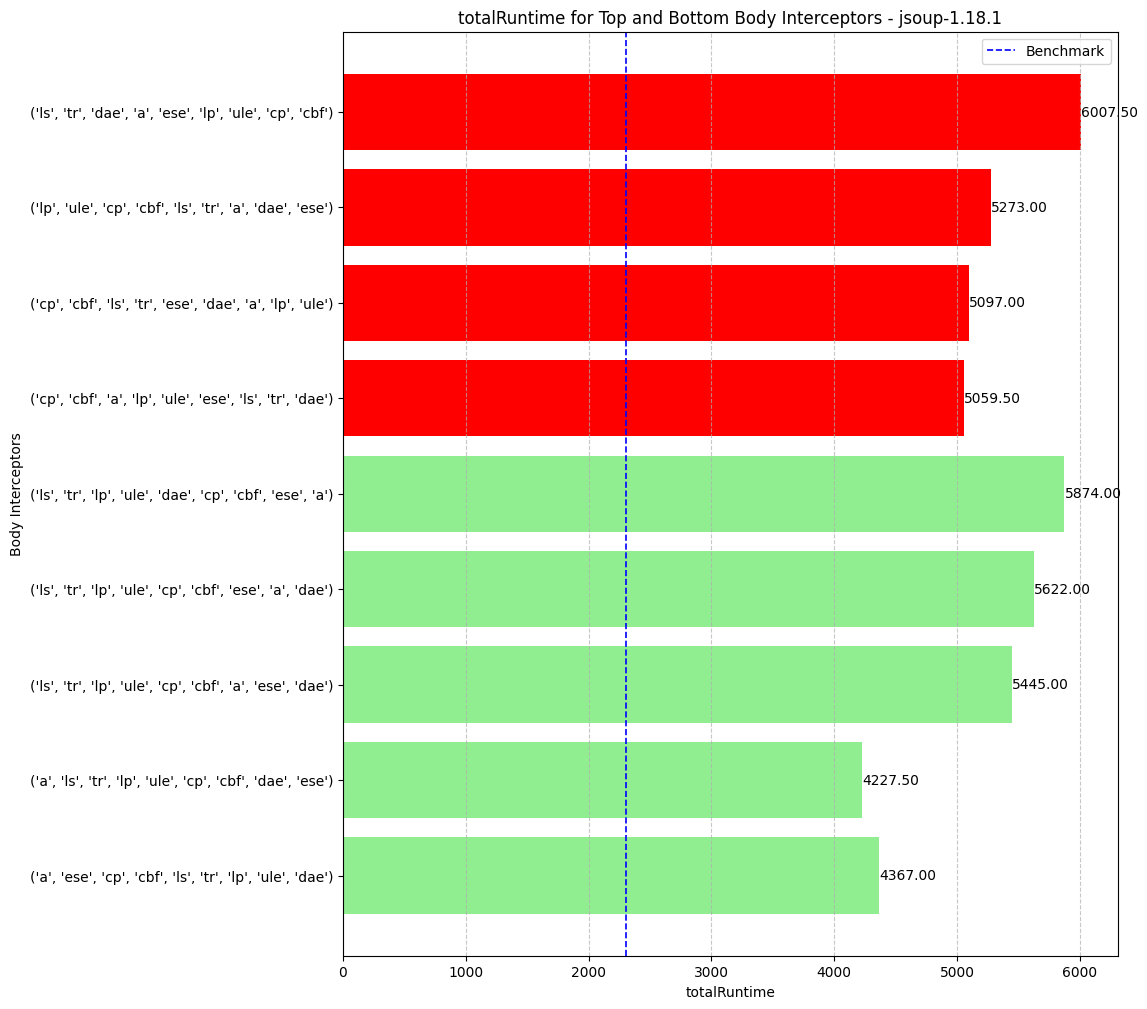 totalRuntime for Top and Bottom Body Interceptors - jsoup-1.18.1
Benchmark
('ls', 'tr', 'dae', 'a', 'ese', 'lp', 'ule', 'cp', 'cbf')
6007.50
('lp', 'ule', 'cp', 'cbf', 'ls', 'tr', 'a', 'dae', 'ese')
5273.00
('cp', 'cbf', 'ls', 'tr', 'ese', 'dae', 'a', 'lp', 'ule')
5097.00
('cp', 'cbf', 'a', 'lp', 'ule', 'ese', 'ls', 'tr', 'dae')
5059.50
('ls', 'tr', 'lp', 'ule', 'dae', 'cp', 'cbf', 'ese', 'a')
5874.00
('ls', 'tr', 'lp', 'ule', 'cp', 'cbf', 'ese', 'a', 'dae')
5622.00
('ls', 'tr', 'lp', 'ule', 'cp', 'cbf', 'a', 'ese', 'dae')
5445.00
('a', 'ls', 'tr', 'lp', 'ule', 'cp', 'cbf', 'dae', 'ese')
4227.50
('a', 'ese', 'cp', 'cbf', 'ls', 'tr', 'lp', 'ule', 'dae')
4367.00
Body Interceptors
0 1000 2000 3000 4000 5000 6000
totalRuntime